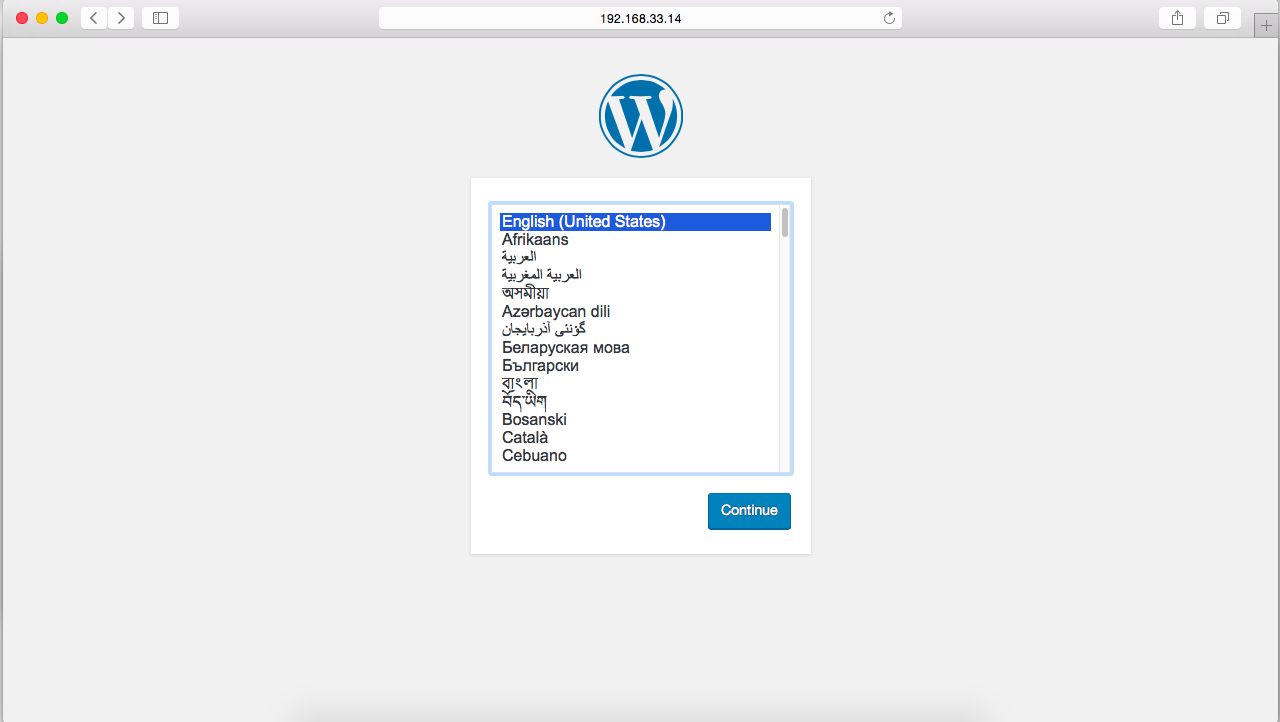 192.168.33.14
English (United States)
Afrikaans
العربية
العربية المغربية
অসমীয়া
Azərbaycan dili
گؤنئی آذربایجان
Беларуская мова
Български
বাংলা
བོད་ཡིག
Bosanski
Català
Cebuano
Continue